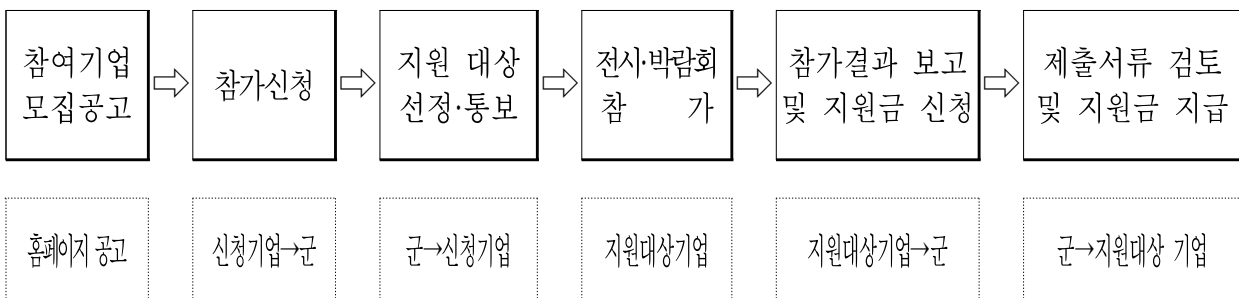 참여기업
모집공고
참가신청
지원 대상
선정·통보
전시·박람회
참 가
참가결과 보고
및 지원금 신청
제출서류 검토
및 지원금 지급
홈페이지 공고
신청기업→군
군→신청기업
지원대상기업
지원대상기업→군
군→지원대상 기업